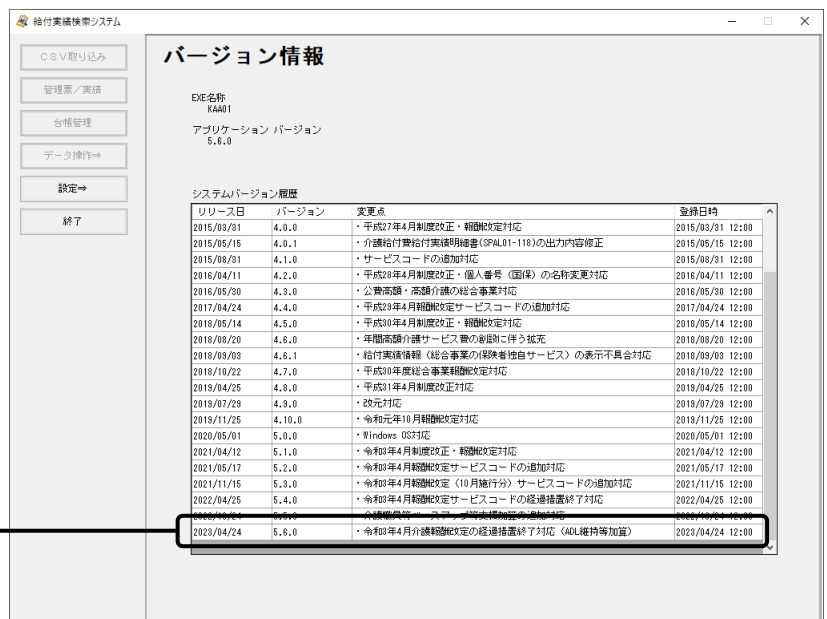 給付実績検索システム
CSV取り込み
管理票／実績
台帳管理
データ操作⇒
設定⇒
終了
バージョン情報
EXE名称
KAA01
アプリケーション バージョン
5.6.0
システムバージョン履歴
リリース日 バージョン 変更点 登録日時
2015/03/31 4.0.0 ・平成27年4月制度改正・報酬改定対応 2015/03/31 12:00
2015/05/15 4.0.1 ・介護給付費給付実績明細書(SPAL01-118)の出力内容修正 2015/05/15 12:00
2015/08/31 4.1.0 ・サービスコードの追加対応 2015/08/31 12:00
2016/04/11 4.2.0 ・平成28年4月制度改正・個人番号（国保）の名称変更対応 2016/04/11 12:00
2016/05/30 4.3.0 ・公費高額・高額介護の総合事業対応 2016/05/30 12:00
2017/04/24 4.4.0 ・平成29年4月報酬改定サービスコードの追加対応 2017/04/24 12:00
2018/05/14 4.5.0 ・平成30年4月制度改正・報酬改定対応 2018/05/14 12:00
2018/08/20 4.6.0 ・年間高額介護サービス費の創設に伴う拡充 2018/08/20 12:00
2018/09/03 4.6.1 ・給付実績情報（総合事業の保険者独自サービス）の表示不具合対応 2018/09/03 12:00
2018/10/22 4.7.0 ・平成30年度総合事業報酬改定対応 2018/10/22 12:00
2019/04/25 4.8.0 ・平成31年4月制度改正対応 2019/04/25 12:00
2019/07/29 4.9.0 ・改元対応 2019/07/29 12:00
2019/11/25 4.10.0 ・令和元年10月報酬改定対応 2019/11/25 12:00
2020/05/01 5.0.0 ・Windows OS対応 2020/05/01 12:00
2021/04/12 5.1.0 ・令和3年4月制度改正・報酬改定対応 2021/04/12 12:00
2021/05/17 5.2.0 ・令和3年4月報酬改定サービスコードの追加対応 2021/05/17 12:00
2021/11/15 5.3.0 ・令和3年4月報酬改定（10月施行分）サービスコードの追加対応 2021/11/15 12:00
2022/04/25 5.4.0 ・令和3年4月報酬改定サービスコードの経過措置終了対応 2022/04/25 12:00
2022/10/24 5.5.0 ・介護職員等ベースアップ等支援加算の追加対応 2022/10/24 12:00
2023/04/24 5.6.0 ・令和3年4月介護報酬改定の経過措置終了対応（ADL維持等加算） 2023/04/24 12:00